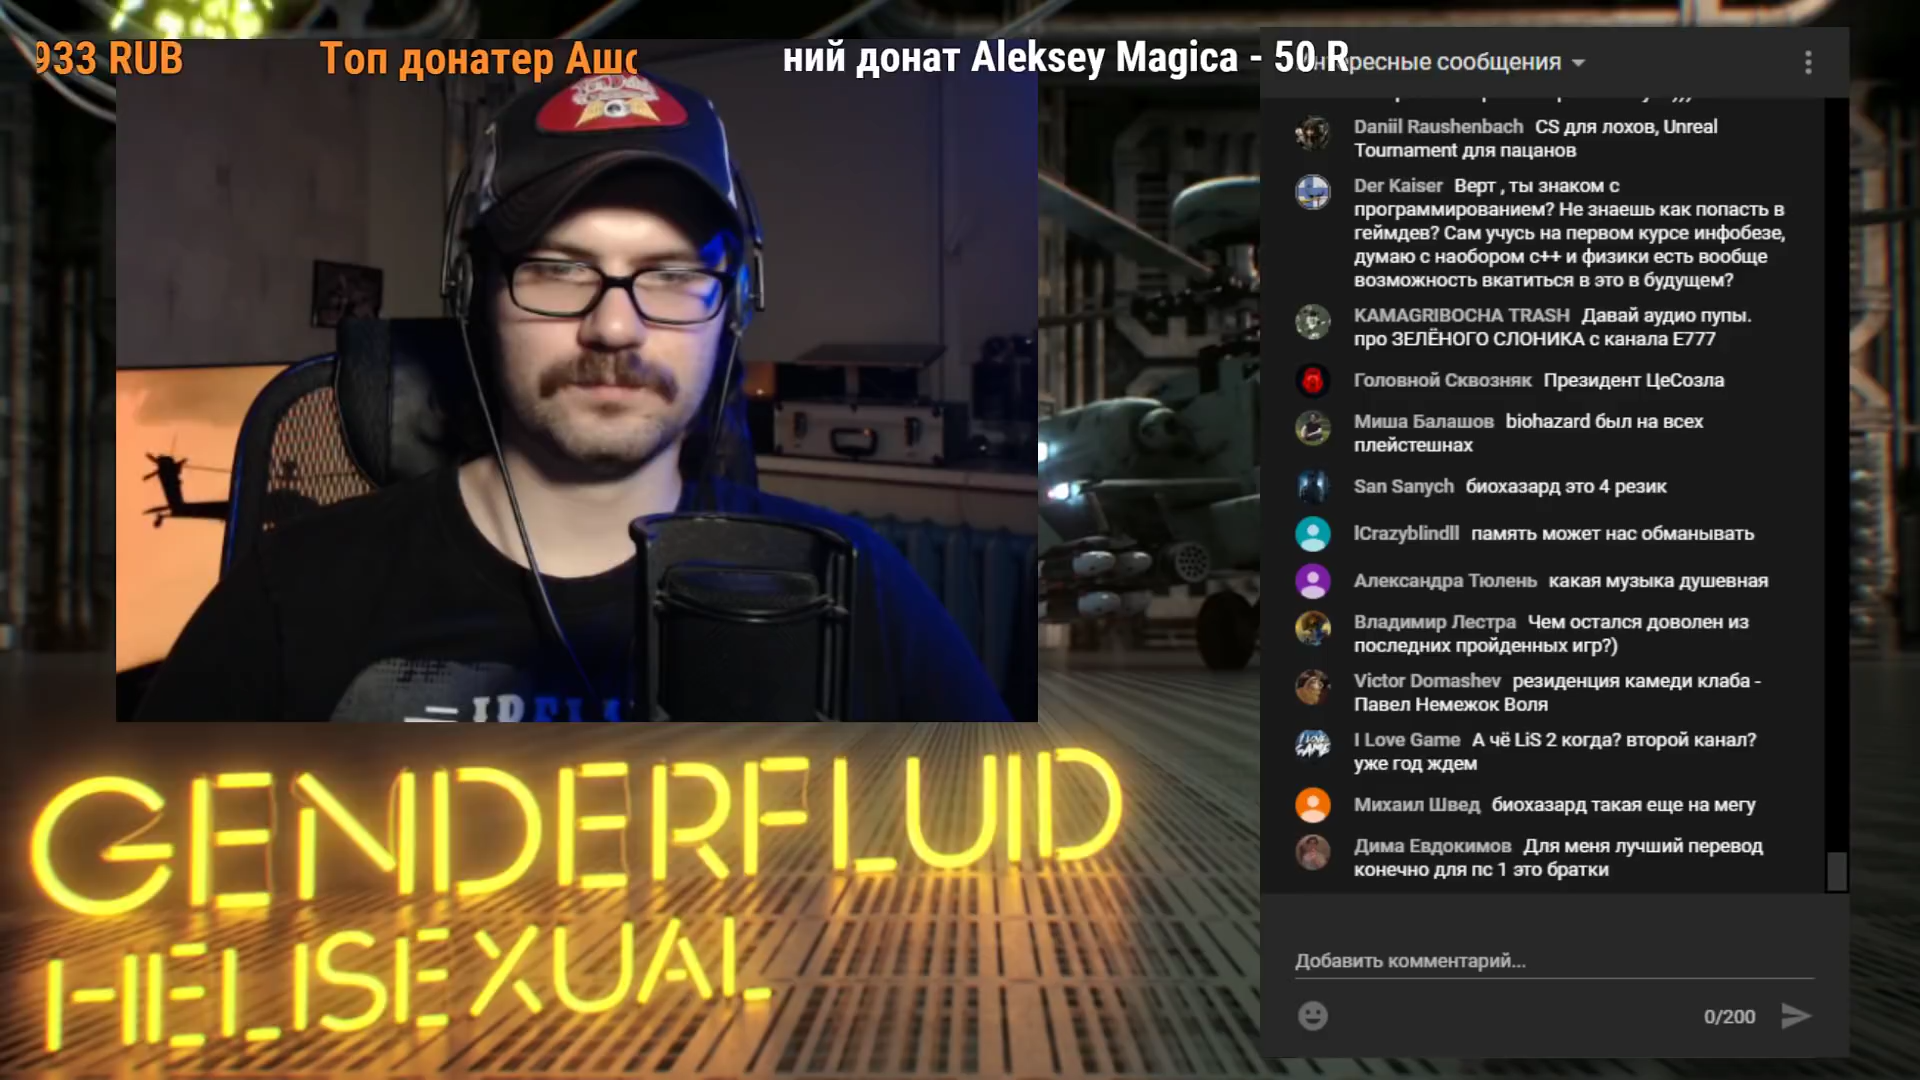 933 RUB
Топ донатер Ашс
ний донат Aleksey Magica - 50 R
нтересные сообщения
Daniil Raushenbach CS для лохов, Unreal
Tournament для пацанов
Der Kaiser Верт , ты знаком с
программированием? Не знаешь как попасть в
геймдев? Сам учусь на первом курсе инфобезе,
думаю с наобором с++ и физики есть вообще
возможность вкатиться в это в будущем?
KAMAGRIBOCHA TRASH Давай аудио пупы.
про ЗЕЛЁНОГО СЛОНИКА с канала E777
Головной Сквозняк Президент ЦеСозла
Миша Балашов biohazard был на всех
плейстешнах
San Sanych биохазард это 4 резик
lCrazyblindll память может нас обманывать
Александра Тюлень какая музыка душевная
Владимир Лестра Чем остался доволен из
последних пройденных игр?)
Victor Domashev резиденция камеди клаба -
Павел Немежок Воля
I Love Game А чё LiS 2 когда? второй канал?
уже год ждем
Михаил Швед биохазард такая еще на мегу
Дима Евдокимов Для меня лучший перевод
конечно для пс 1 это братки
Добавить комментарий...
0/200
GENDERFLUID
HELISEXUAL